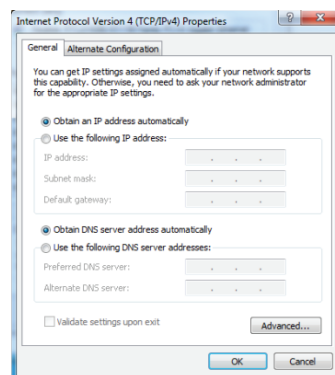 Internet Protocol Version 4 (TCP/IPv4) Properties
General Alternate Configuration
You can get IP settings assigned automatically if your network supports
this capability. Otherwise, you need to ask your network administrator
for the appropriate IP settings.
Obtain an IP address automatically
Use the following IP address:
IP address:
Subnet mask:
Default gateway:
Obtain DNS server address automatically
Use the following DNS server addresses:
Preferred DNS server:
Alternate DNS server:
Validate settings upon exit
Advanced...
OK Cancel